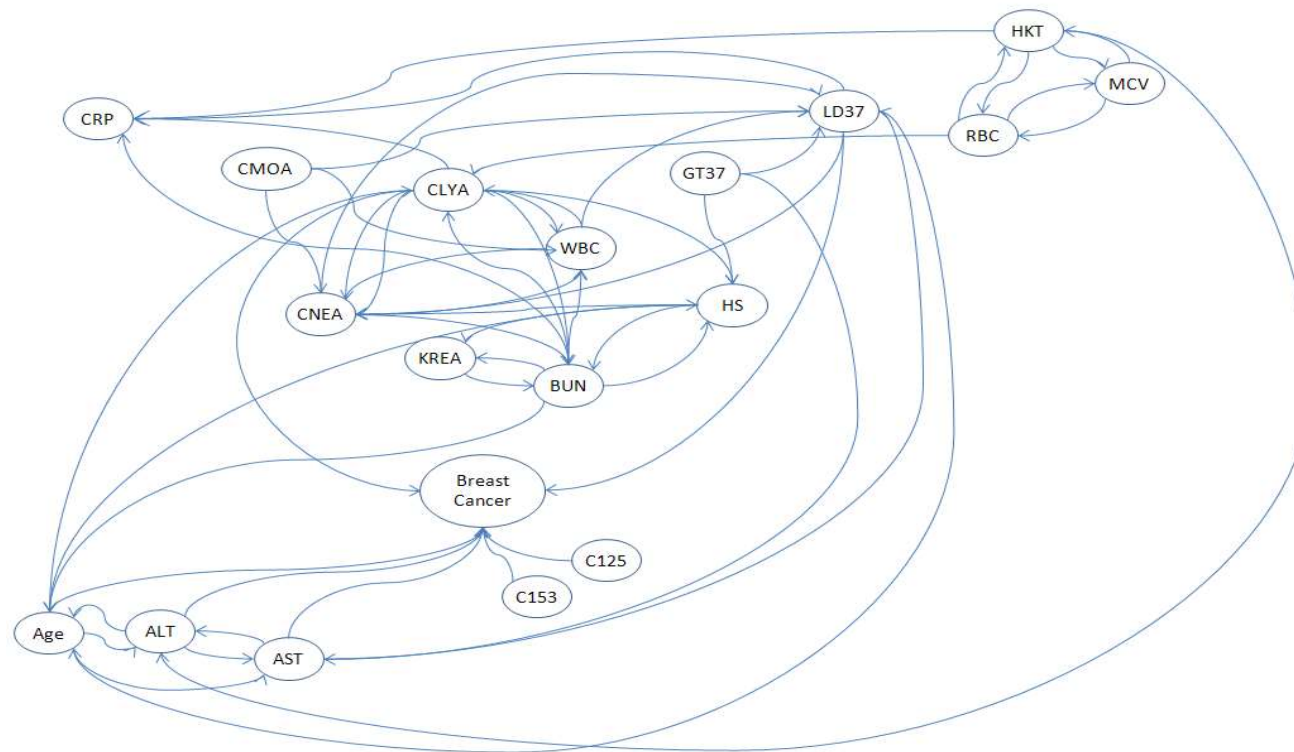 HKT
MCV
LD37
CRP
RBC
CMOA
GT37
CLYA
WBC
HS
CNEA
KREA
BUN
Breast
Cancer
C125
C153
Age
ALT
AST